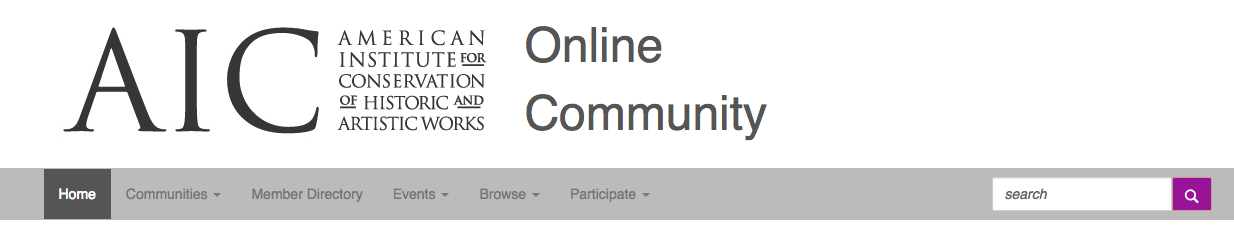 AIC
AMERICAN
INSTITUTE FOR
CONSERVATION
OF HISTORIC AND
ARTISTIC WORKS
Online
Community
Home Communities Member Directory Events Browse Participate search